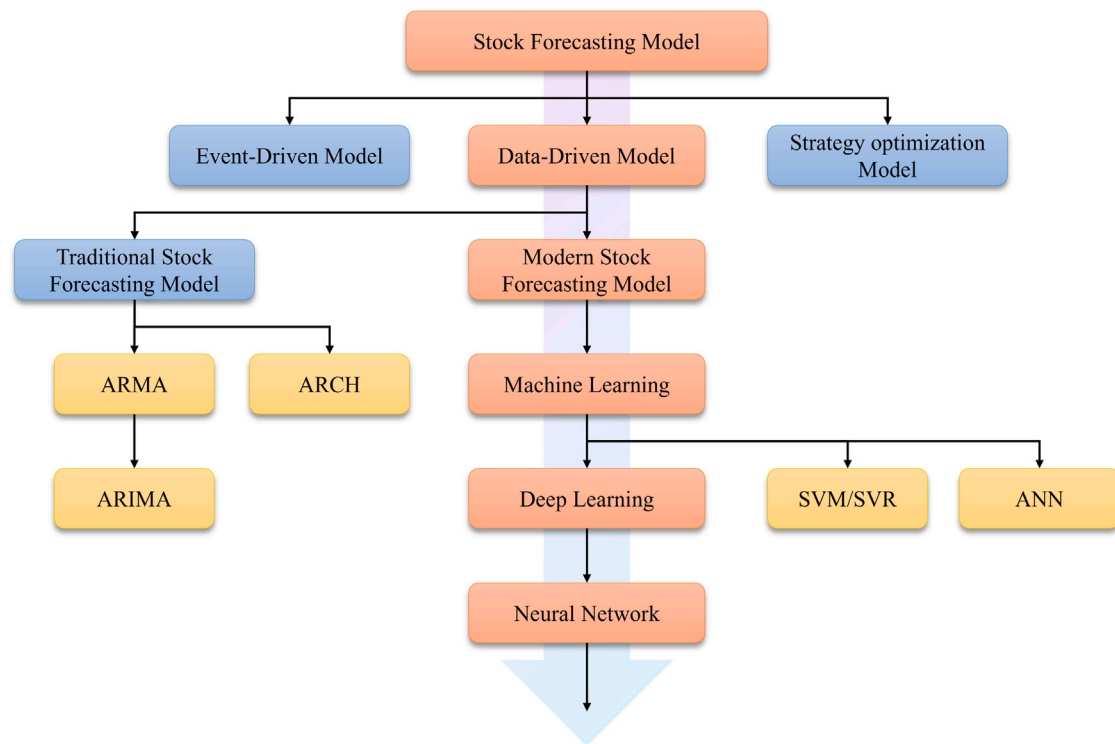 Stock Forecasting Model
Event-Driven Model
Data-Driven Model
Strategy optimization
Model
Traditional Stock
Forecasting Model
Modern Stock
Forecasting Model
ARMA
ARCH
Machine Learning
ARIMA
Deep Learning
SVM/SVR
ANN
Neural Network